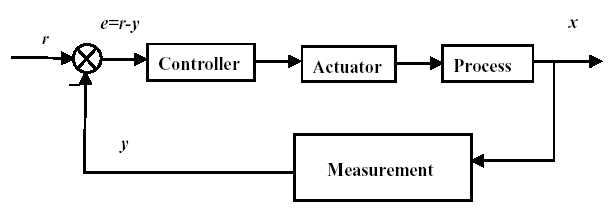 e=r-y
x
r
Controller
Actuator
Process
–
y
Measurement